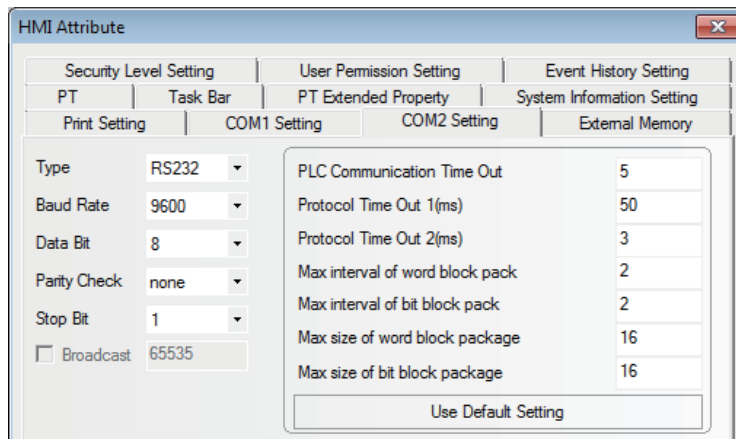 HMI Attribute
Security Level Setting User Permission Setting Event History Setting
PT Task Bar PT Extended Property System Information Setting
Print Setting COM1 Setting COM2 Setting External Memory
Type RS232
Baud Rate 9600
Data Bit 8
Parity Check none
Stop Bit 1
Broadcast 65535
PLC Communication Time Out 5
Protocol Time Out 1(ms) 50
Protocol Time Out 2(ms) 3
Max interval of word block pack 2
Max interval of bit block pack 2
Max size of word block package 16
Max size of bit block package 16
Use Default Setting